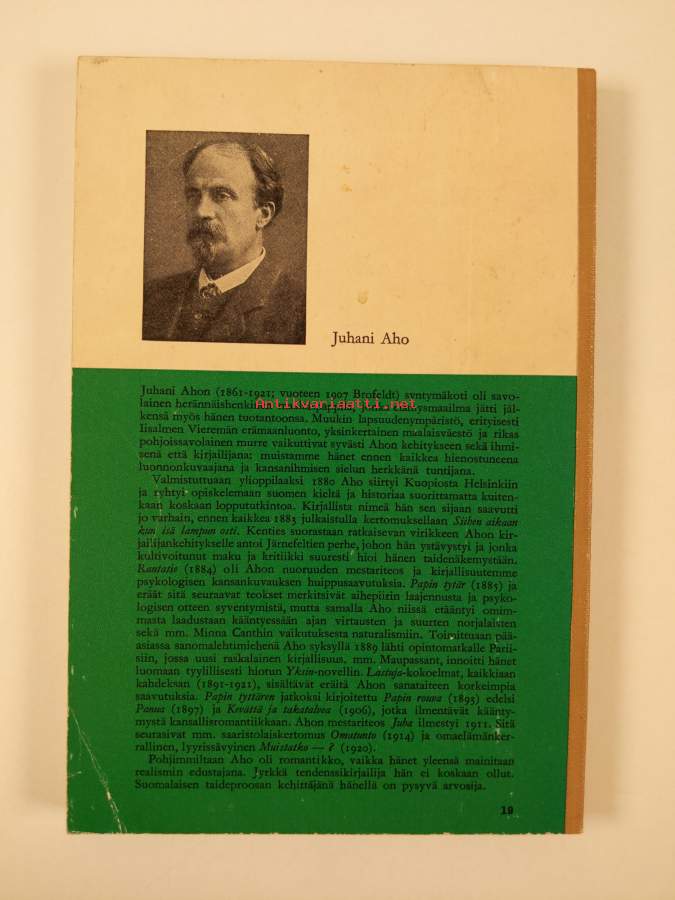 Juhani Aho
Juhani Ahon (1861-1921; vuoteen 1907 Brofeldt) syntymäkoti oli savo-
lainen herännäishenkinen
Antikvariaatti.net
maailma jätti jäl-
kensä myös hänen tuotantoonsa. Muukin lapsuudenympäristö, erityisesti
Iisalmen Vieremän erämaanluonto, yksinkertainen maalaisväestö ja rikas
pohjoissavolainen murre vaikuttivat syvästi Ahon kehitykseen sekä ihmi-
senä että kirjailijana; muistamme hänet ennen kaikkea hienostuneena
luonnonkuvaajana ja kansanihmisen sielun herkkänä tuntijana.
Valmistuttuaan ylioppilaaksi 1880 Aho siirtyi Kuopiosta Helsinkiin
ja ryhtyi opiskelemaan suomen kieltä ja historiaa suorittamatta kuiten-
kaan koskaan lopputukintoa. Kirjallista nimeä hän sen sijaan saavutti
jo varhain, ennen kaikkea 1883 julkaistulla kertomuksellaan Siihen aikaan
kun isä lampun osti. Kenties suorastaan ratkaisevan virikkeen Ahon kir-
jailijankehitykselle antoi Järnefeltien perhe, johon hän ystävystyi ja jonka
kultivoitunut maku ja kritiikki suuresti hioi hänen taidenäkemystään.
Rautatie (1884) oli Ahon nuoruuden mestariteos ja kirjallisuutemme
psykologisen kansankuvauksen huippusaavutuksia. Papin tytär (1885) ja
eräät sitä seuraavat teokset merkitsivät aihepiirin laajennusta ja psyko-
logisen otteen syventymistä, mutta samalla Aho niissä erääntyi omim-
masta laadustaan kääntyessään ajan virtausten ja suurten norjalaisten
sekä mm. Minna Canthin vaikutuksesta naturalismiin. Toimittuaan pää-
asiassa sanomalehtimiehenä Aho syksyllä 1889 lähti opintomatkalle Parii-
siin, jossa uusi ranskalainen kirjallisuus, mm. Maupassant, innoitti hänet
luomaan tyylillisesti hiotun Yksin-novellin. Lastuja-kokoelmat, kaikkiaan
kahdeksan (1891-1921), sisältävät eräitä Ahon sanataiteen korkeimpia
saavutuksia. Papin tyttären jatkoksi kirjoitettu Papin rouva (1893) edelsi
Panua (1897) ja Kevättä ja takatalvea (1906), jotka ilmentävät käänty-
mystä kansallisromantiikkaan. Ahon mestariteos Juha ilmestyi 1911. Sitä
seurasivat mm. saaristolaiskertomus Omatunto (1914) ja omaelämänker-
rallinen, lyyrissävyinen Muistatko — ? (1920).
Pohjimmiltaan Aho oli romantikko, vaikka hänet yleensä mainitaan
realismin edustajana. Jyrkkä tendenssikirjailija hän ei koskaan ollut.
Suomalaisen taideproosan kehittäjänä hänellä on pysyvä arvosija.
19